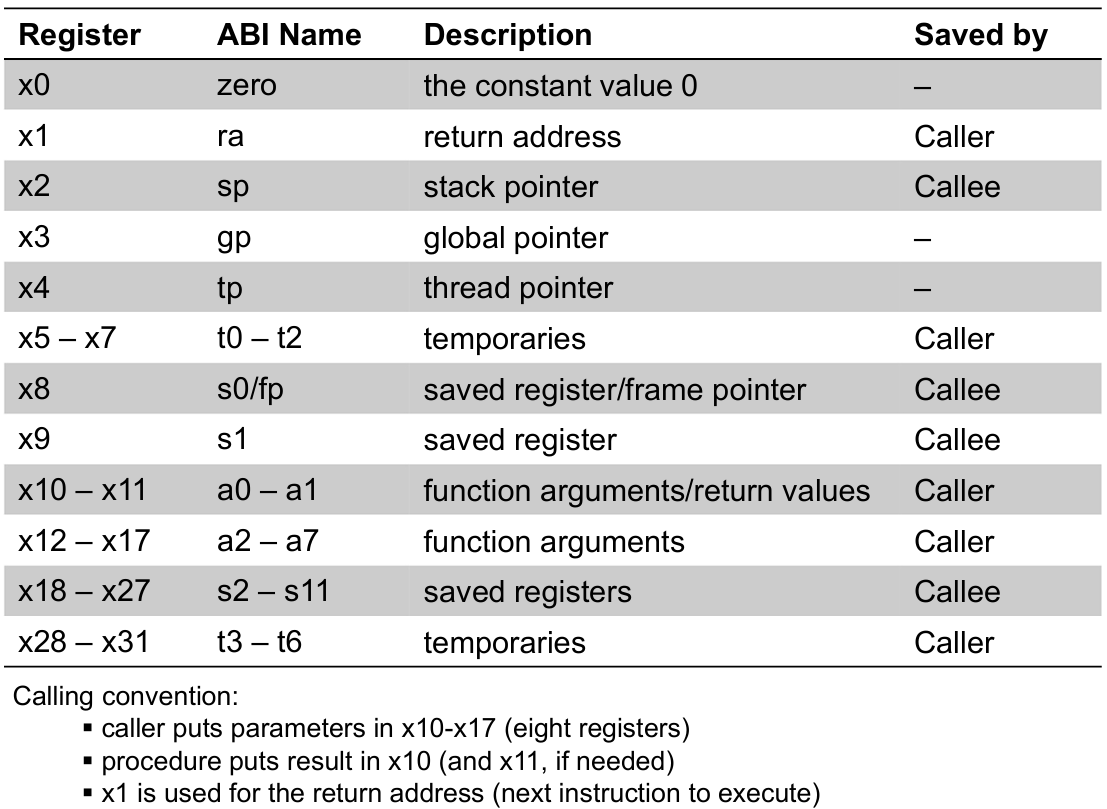 Register ABI Name Description Saved by
x0 zero the constant value 0 –
x1 ra return address Caller
x2 sp stack pointer Callee
x3 gp global pointer –
x4 tp thread pointer –
x5 – x7 t0 – t2 temporaries Caller
x8 s0/fp saved register/frame pointer Callee
x9 s1 saved register Callee
x10 – x11 a0 – a1 function arguments/return values Caller
x12 – x17 a2 – a7 function arguments Caller
x18 – x27 s2 – s11 saved registers Callee
x28 – x31 t3 – t6 temporaries Caller
Calling convention:
▪ caller puts parameters in x10-x17 (eight registers)
▪ procedure puts result in x10 (and x11, if needed)
▪ x1 is used for the return address (next instruction to execute)